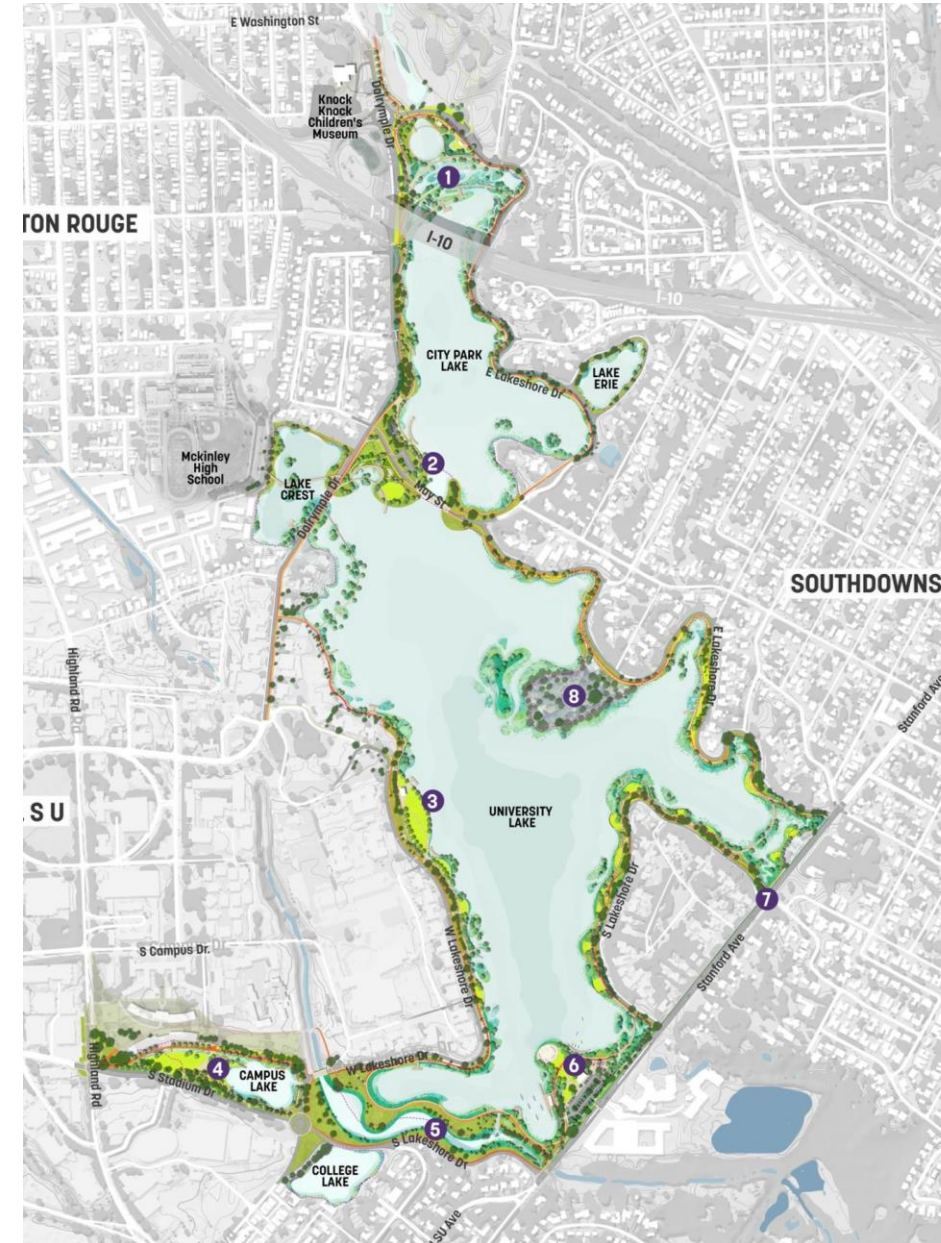 E Washington St
Knock
Knock
Children's
Museum
Dalrymple Dr
1
TON ROUGE
I-10
I-10
CITY PARK
LAKE
E Lakeshore Dr
LAKE
ERIE
Mckinley
High
School
LAKE
CREST
Dalrymple Dr
2
May St
SOUTHDOWNS
E Lakeshore Dr
Stanford Ave
Highland Rd
8
3
UNIVERSITY
LAKE
S U
S Lakeshore Dr
7
W Lakeshore Dr
Stanford Ave
S Campus Dr.
Highland Rd
4
CAMPUS
LAKE
S Stadium Dr
W Lakeshore Dr
6
5
S Lakeshore Dr
COLLEGE
LAKE
LSU Ave